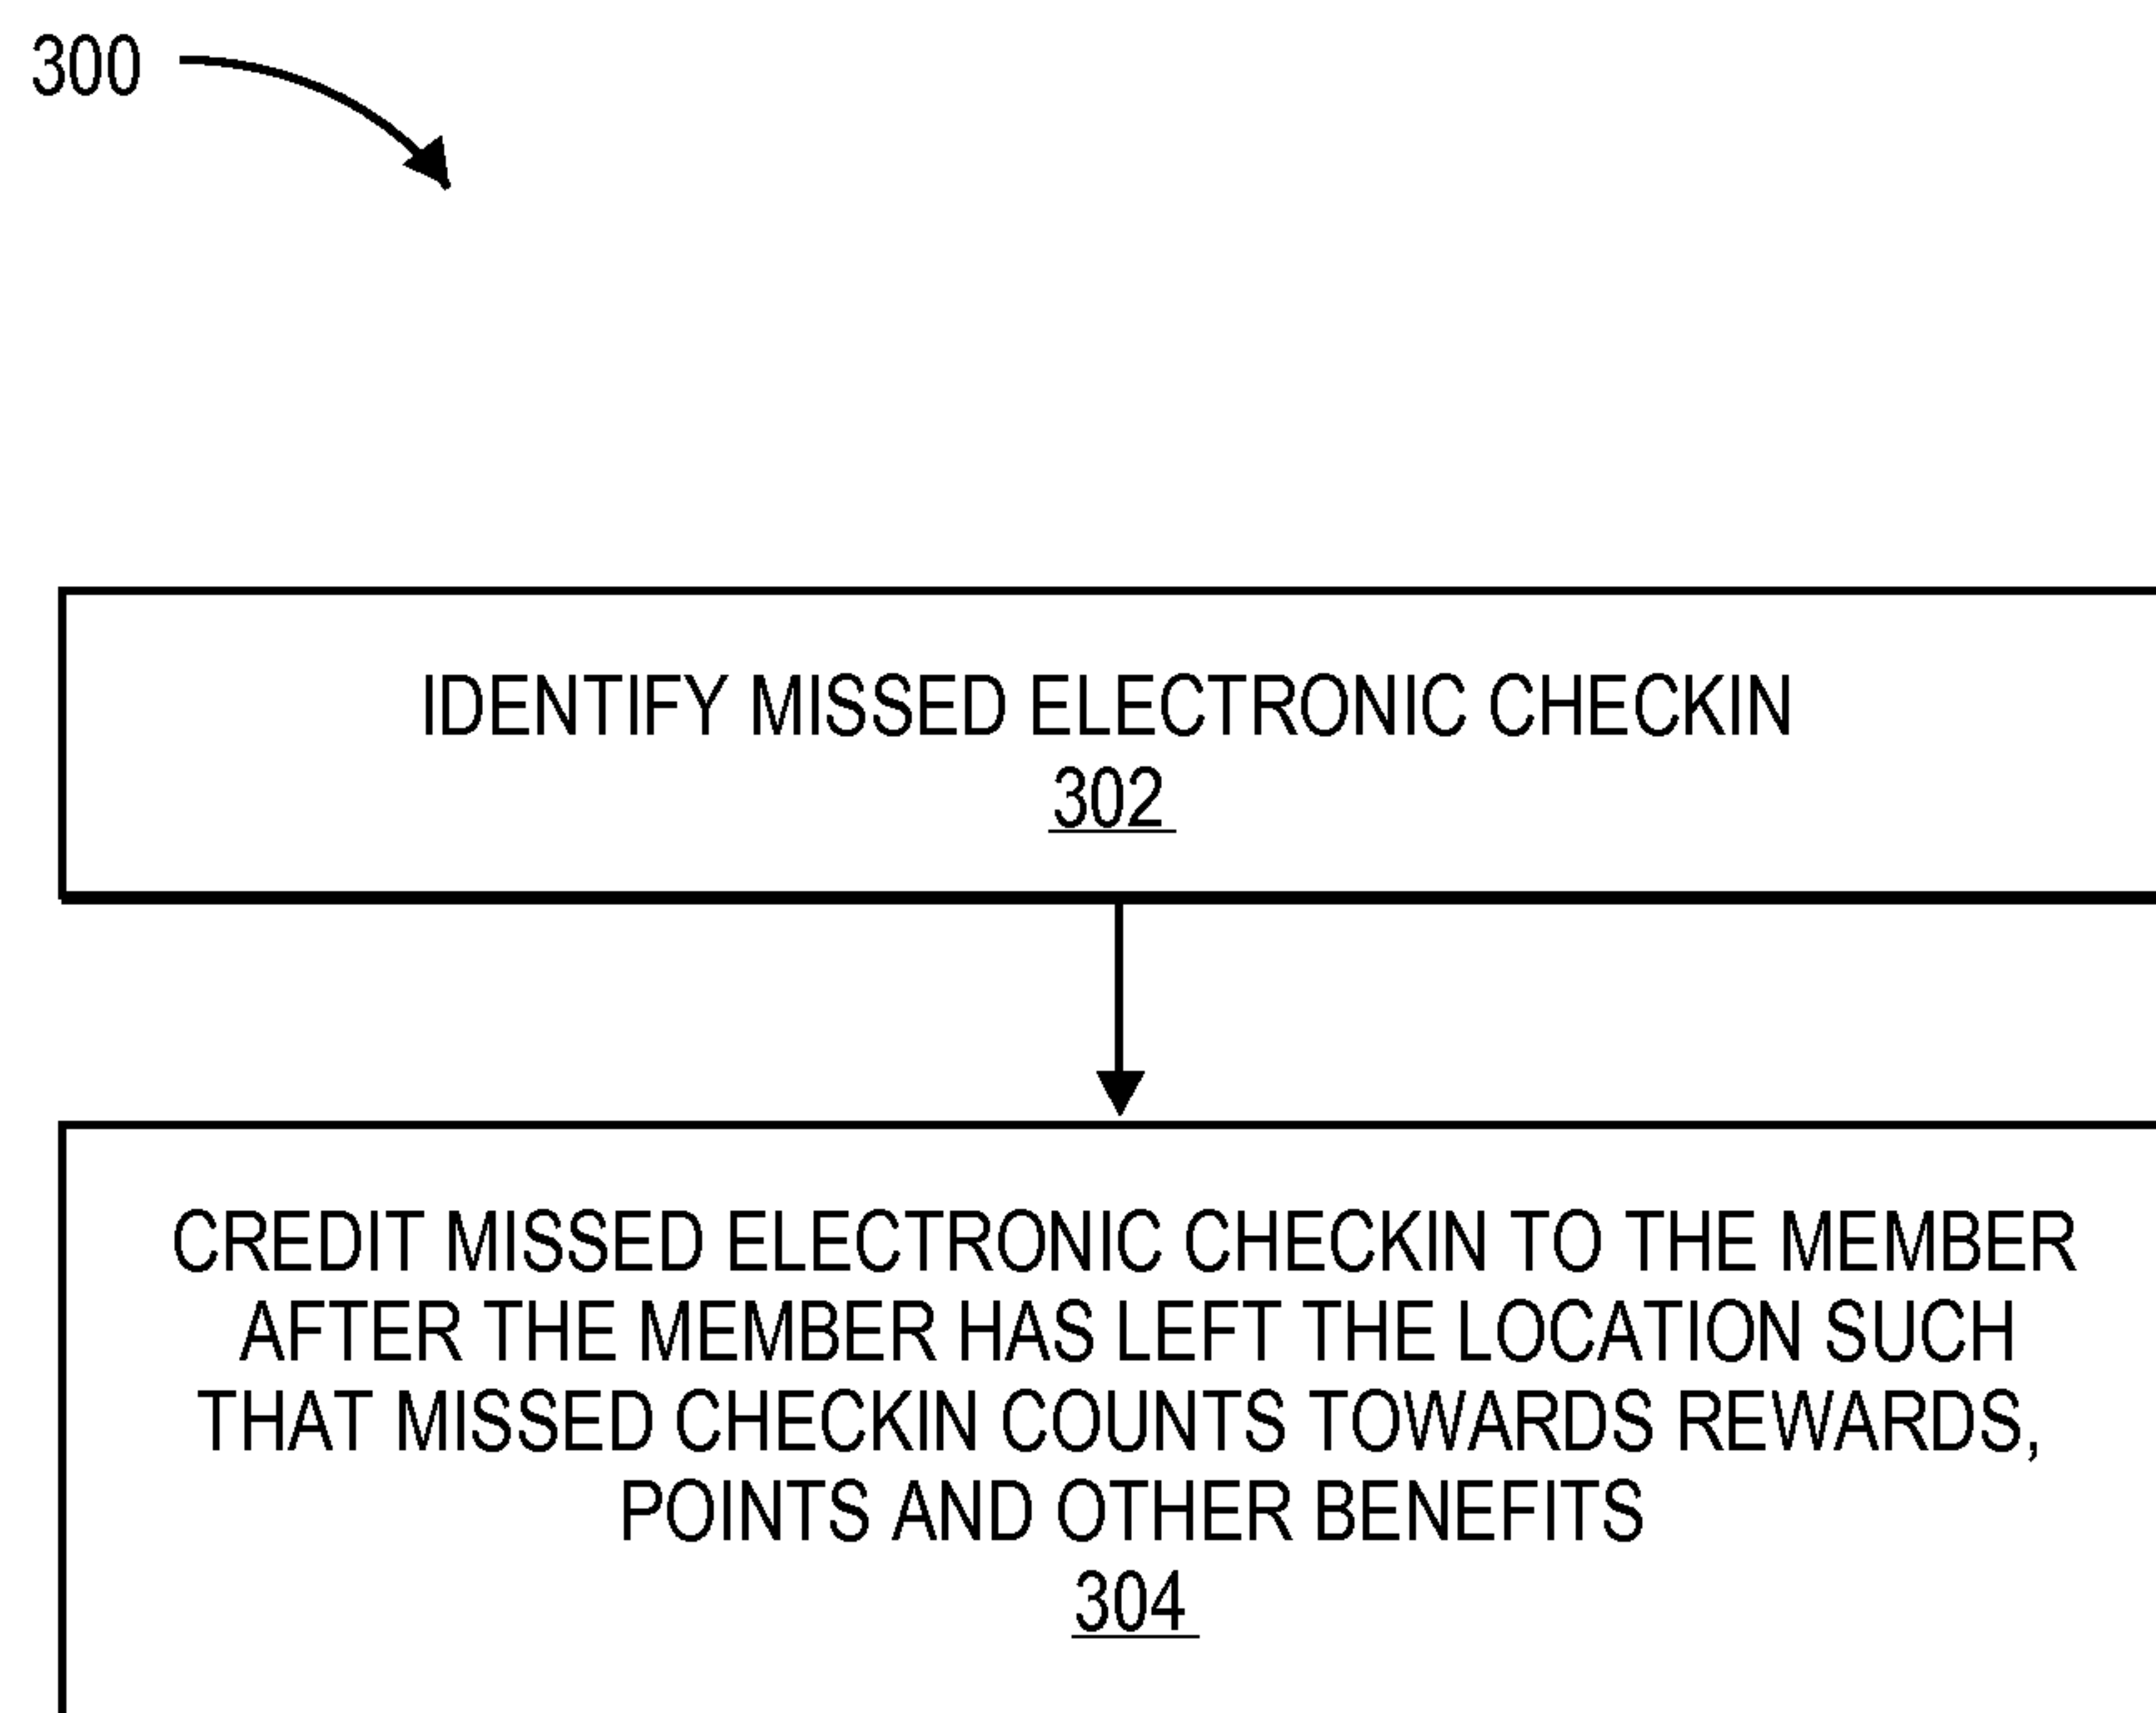 300
IDENTIFY MISSED ELECTRONIC CHECKIN
302
CREDIT MISSED ELECTRONIC CHECKIN TO THE MEMBER
AFTER THE MEMBER HAS LEFT THE LOCATION SUCH
THAT MISSED CHECKIN COUNTS TOWARDS REWARDS,
POINTS AND OTHER BENEFITS
304